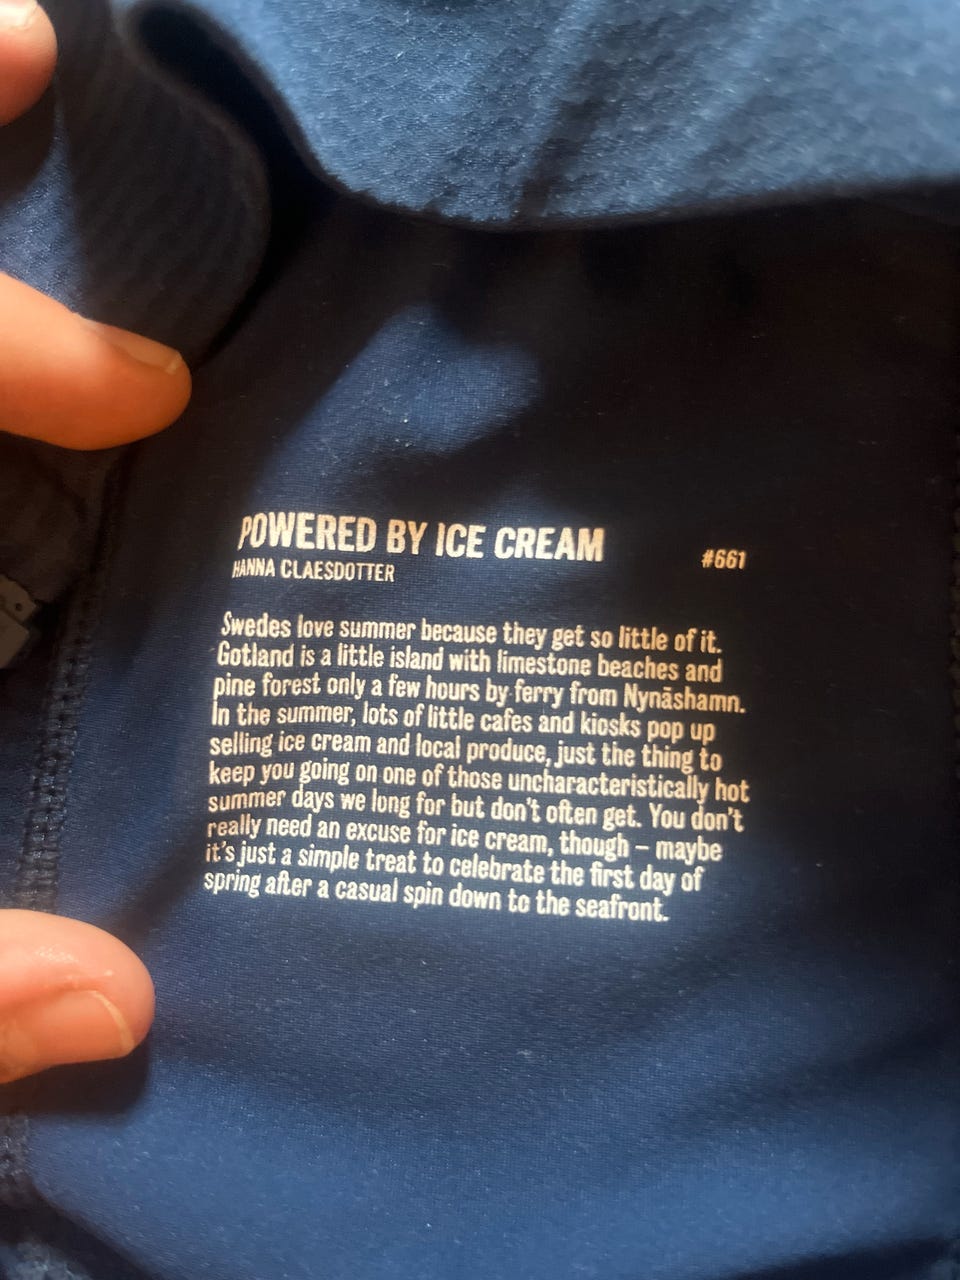 POWERED BY ICE CREAM #661
HANNA CLAESDOTTER
Swedes love summer because they get so little of it.
Gotland is a little island with limestone beaches and
pine forest only a few hours by ferry from Nynāshamn.
In the summer, lots of little cafes and kiosks pop up
selling ice cream and local produce, just the thing to
keep you going on one of those uncharacteristically hot
summer days we long for but don't often get. You don't
really need an excuse for ice cream, though – maybe
it's just a simple treat to celebrate the first day of
spring after a casual spin down to the seafront.